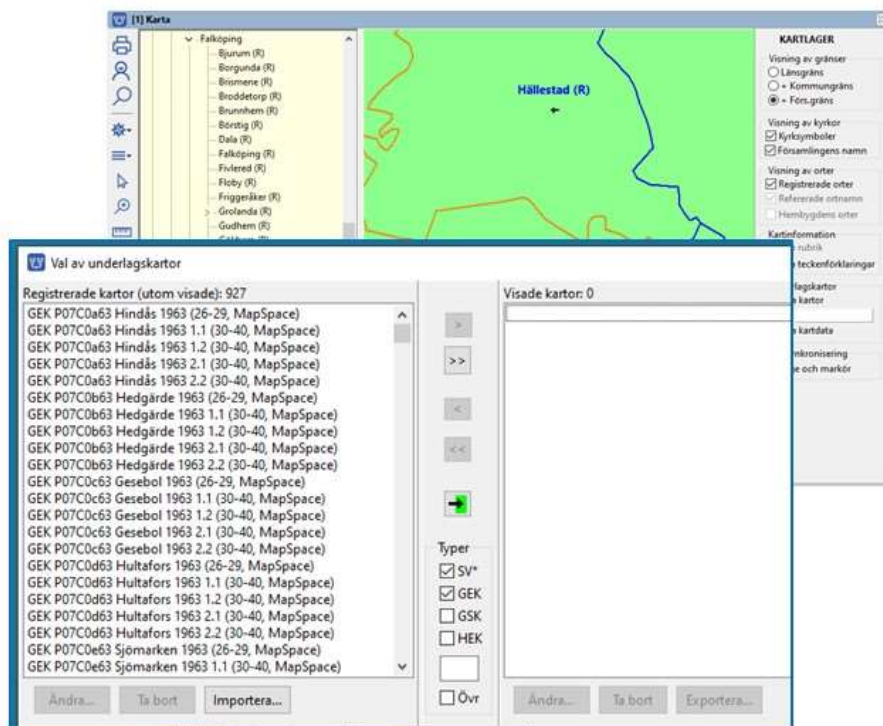 [1] Karta
Falköping
Bjurum (R)
Borgunda (R)
Brismene (R)
Broddetorp (R)
Brunnhem (R)
Börstig (R)
Dala (R)
Falköping (R)
Fivlered (R)
Floby (R)
Friggeråker (R)
Grolanda (R)
Gudhem (R)
Hällestad (R)
KARTLAGER
Visning av gränser
Länsgräns
+ Kommungräns
+ Förs.gräns
Visning av kyrkor
Kyrksymboler
Församlingens namn
Visning av orter
Registrerade orter
Refererade ortnamn
Hembygdens orter
Kartinformation
rubrik
teckenförklaringar
kartor
kartdata
och markör
Val av underlagskartor
Registrerade kartor (utom visade): 927
GEK P07C0a63 Hindås 1963 (26-29, MapSpace)
GEK P07C0a63 Hindås 1963 1.1 (30-40, MapSpace)
GEK P07C0a63 Hindås 1963 1.2 (30-40, MapSpace)
GEK P07C0a63 Hindås 1963 2.1 (30-40, MapSpace)
GEK P07C0a63 Hindås 1963 2.2 (30-40, MapSpace)
GEK P07C0b63 Hedgärde 1963 (26-29, MapSpace)
GEK P07C0b63 Hedgärde 1963 1.1 (30-40, MapSpace)
GEK P07C0b63 Hedgärde 1963 1.2 (30-40, MapSpace)
GEK P07C0b63 Hedgärde 1963 2.1 (30-40, MapSpace)
GEK P07C0b63 Hedgärde 1963 2.2 (30-40, MapSpace)
GEK P07C0c63 Gesebol 1963 (26-29, MapSpace)
GEK P07C0c63 Gesebol 1963 1.1 (30-40, MapSpace)
GEK P07C0c63 Gesebol 1963 1.2 (30-40, MapSpace)
GEK P07C0c63 Gesebol 1963 2.1 (30-40, MapSpace)
GEK P07C0c63 Gesebol 1963 2.2 (30-40, MapSpace)
GEK P07C0d63 Hultafors 1963 (26-29, MapSpace)
GEK P07C0d63 Hultafors 1963 1.1 (30-40, MapSpace)
GEK P07C0d63 Hultafors 1963 1.2 (30-40, MapSpace)
GEK P07C0d63 Hultafors 1963 2.1 (30-40, MapSpace)
GEK P07C0d63 Hultafors 1963 2.2 (30-40, MapSpace)
GEK P07C0e63 Sjömarken 1963 (26-29, MapSpace)
GEK P07C0e63 Sjömarken 1963 1.1 (30-40, MapSpace)
Ändra...
Ta bort
Importera...
>
>>
<
<<
Typer
SV*
GEK
GSK
HEK
Övr
Visade kartor: 0
Ändra...
Ta bort
Exportera...